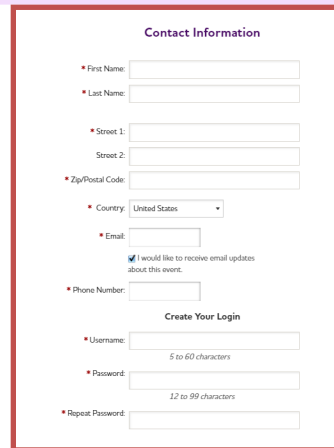 Contact Information
* First Name:
* Last Name:
* Street 1:
Street 2:
* Zip/Postal Code:
* Country: United States
* Email:
I would like to receive email updates
about this event.
* Phone Number:
Create Your Login
* Username:
5 to 60 characters
* Password:
12 to 99 characters
* Repeat Password: